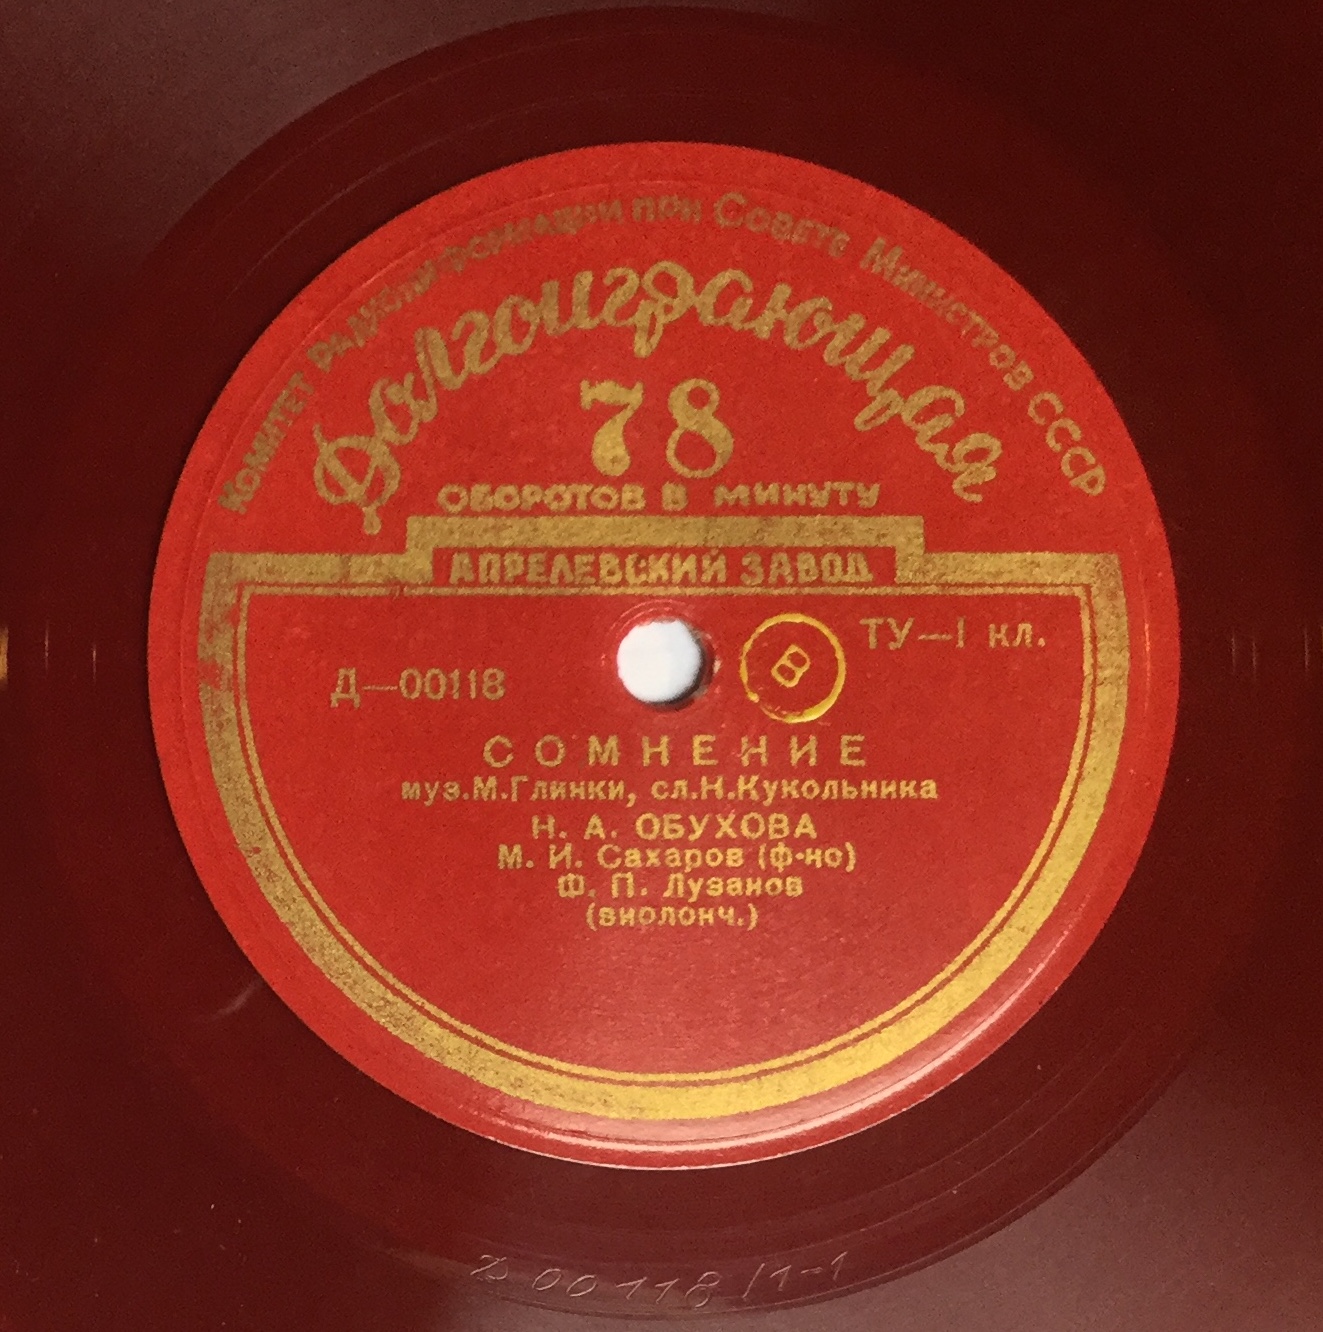 Комитет Радиоинформации при Совете Министров СССР
Долгоиграющая
78
ОБОРОТОВ В МИНУТУ
АПРЕЛЕВСКИЙ ЗАВОД
ТУ—I кл.
В
Д—00118
СОМНЕНИЕ
муз.М.Глинки, сл.Н.Кукольника
Н. А. ОБУХОВА
М. И. Сахаров (ф-но)
Ф. П. Лузанов
(виолонч.)
Д 00118/1-1